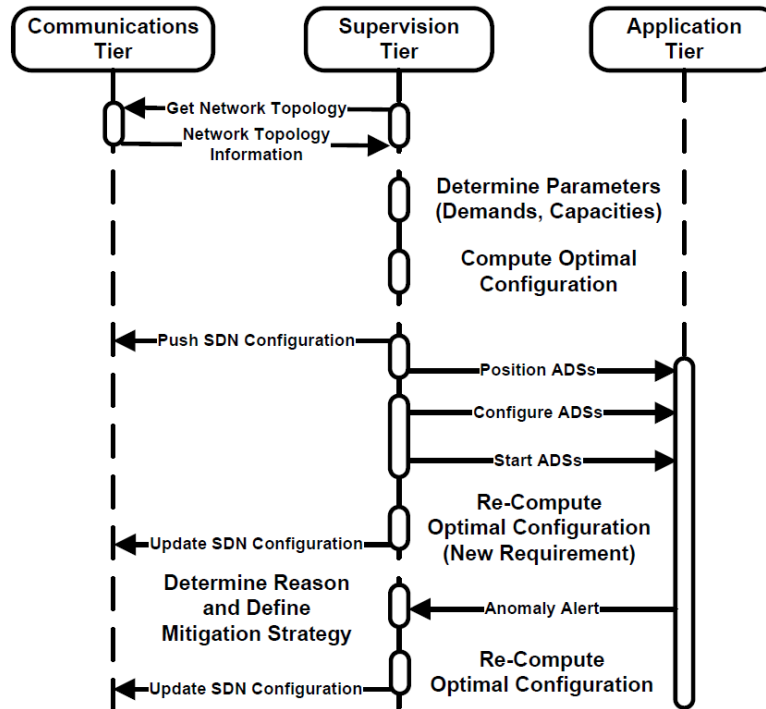 Communications
Tier
Supervision
Tier
Application
Tier
Get Network Topology
Network Topology
Information
Determine Parameters
(Demands, Capacities)
Compute Optimal
Configuration
Push SDN Configuration
Position ADSs
Configure ADSs
Start ADSs
Re-Compute
Optimal Configuration
(New Requirement)
Update SDN Configuration
Determine Reason
and Define
Mitigation Strategy
Anomaly Alert
Re-Compute
Optimal Configuration
Update SDN Configuration